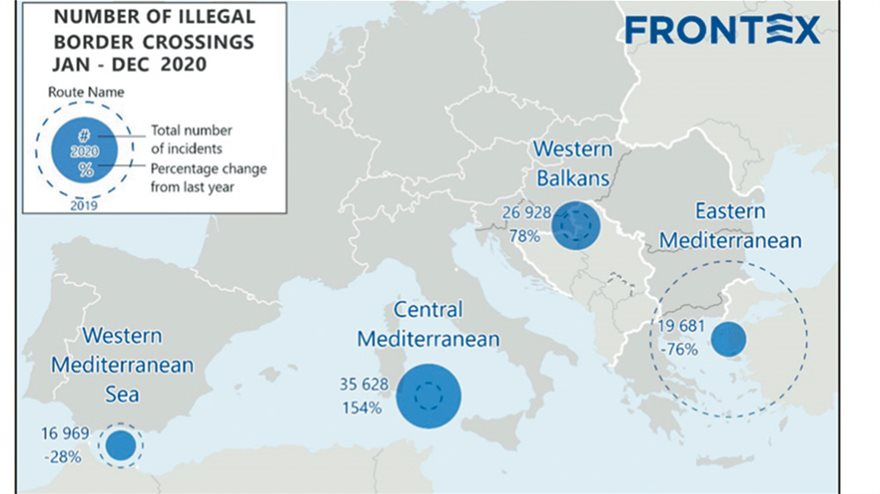 NUMBER OF ILLEGAL
BORDER CROSSINGS
JAN - DEC 2020
Route Name
#
2020
%
Total number
of incidents
Percentage change
from last year
2019
FRONTEX
Western
Balkans
26 928
78%
Eastern
Mediterranean
19 681
-76%
Central
Mediterranean
35 628
154%
Western
Mediterranean
Sea
16 969
-28%